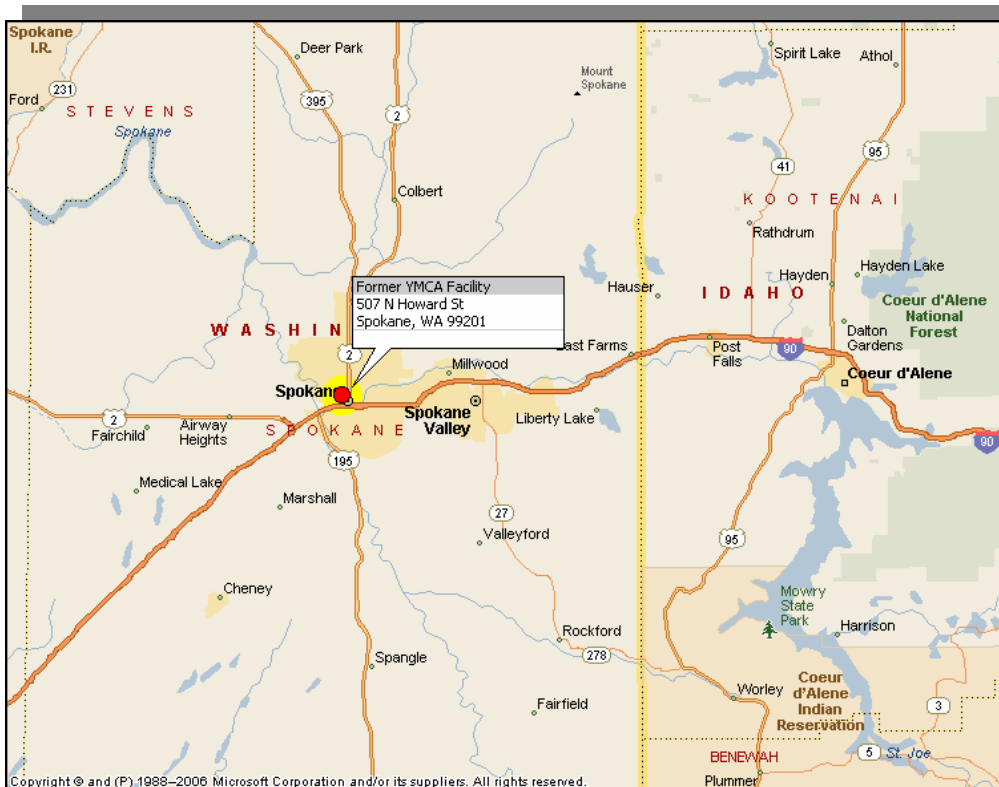 Spokane
I.R.
Deer Park
Spirit Lake
Athol
Mount
Spokane
231
Ford
395
2
STEVENS
Spokane
95
41
Colbert
KOOTENAI
Rathdrum
Hayden
Hayden Lake
Former YMCA Facility
507 N Howard St
Spokane, WA 99201
Hauser
IDAHO
Coeur d'Alene
National
Forest
WASHIN
2
East Farms
Post
Falls
90
Dalton
Gardens
Millwood
Coeur d'Alene
Spokane
Spokane
Valley
Liberty Lake
2
Fairchild
Airway
Heights
SPOKANE
90
195
Medical Lake
Marshall
27
Valleyford
95
Cheney
Mowry
State
Park
Harrison
Rockford
278
Spangle
Worley
Coeur
d'Alene
Indian
Reservation
Fairfield
3
BENEWAH
5
St. Joe
Plummer
Copyright © and (P) 1988–2006 Microsoft Corporation and/or its suppliers. All rights reserved.